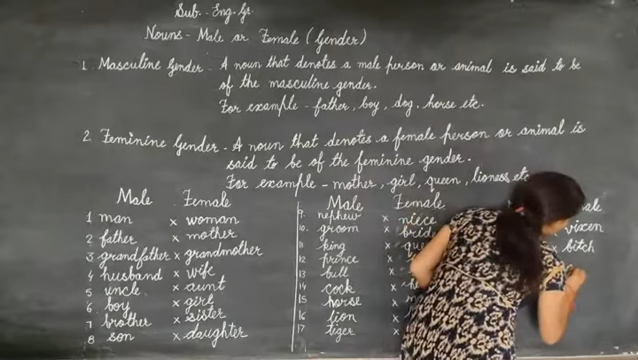 Sub. - Eng. Gr.
Nouns - Male or Female (Gender)
1. Masculine Gender - A noun that denotes a male person or animal is said to be
of the masculine gender.
For example - father, boy, dog, horse etc.
2. Feminine Gender - A noun that denotes a female person or animal is
said to be of the feminine gender.
For example - mother, girl, queen, lioness etc
Male Female
1 man x woman
2 father x mother
3 grandfather x grandmother
4 husband x wife
5 uncle x aunt
6. boy x girl
7 brother x sister
8 son x daughter
Male Female
9. nephew x niece
10. groom x brid
11 king x que
12 prince x
13 bull x
14 cock x
15 horse x
16 lion x
17 tiger x
vixen
x bitch